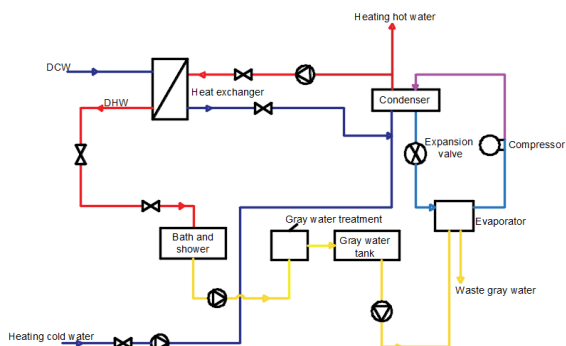 Heating hot water
DCW
Heat exchanger
Condenser
DHW
Expansion
valve
Compressor
Gray water treatment
Evaporator
Bath and
shower
Gray water
tank
Waste gray water
Heating cold water